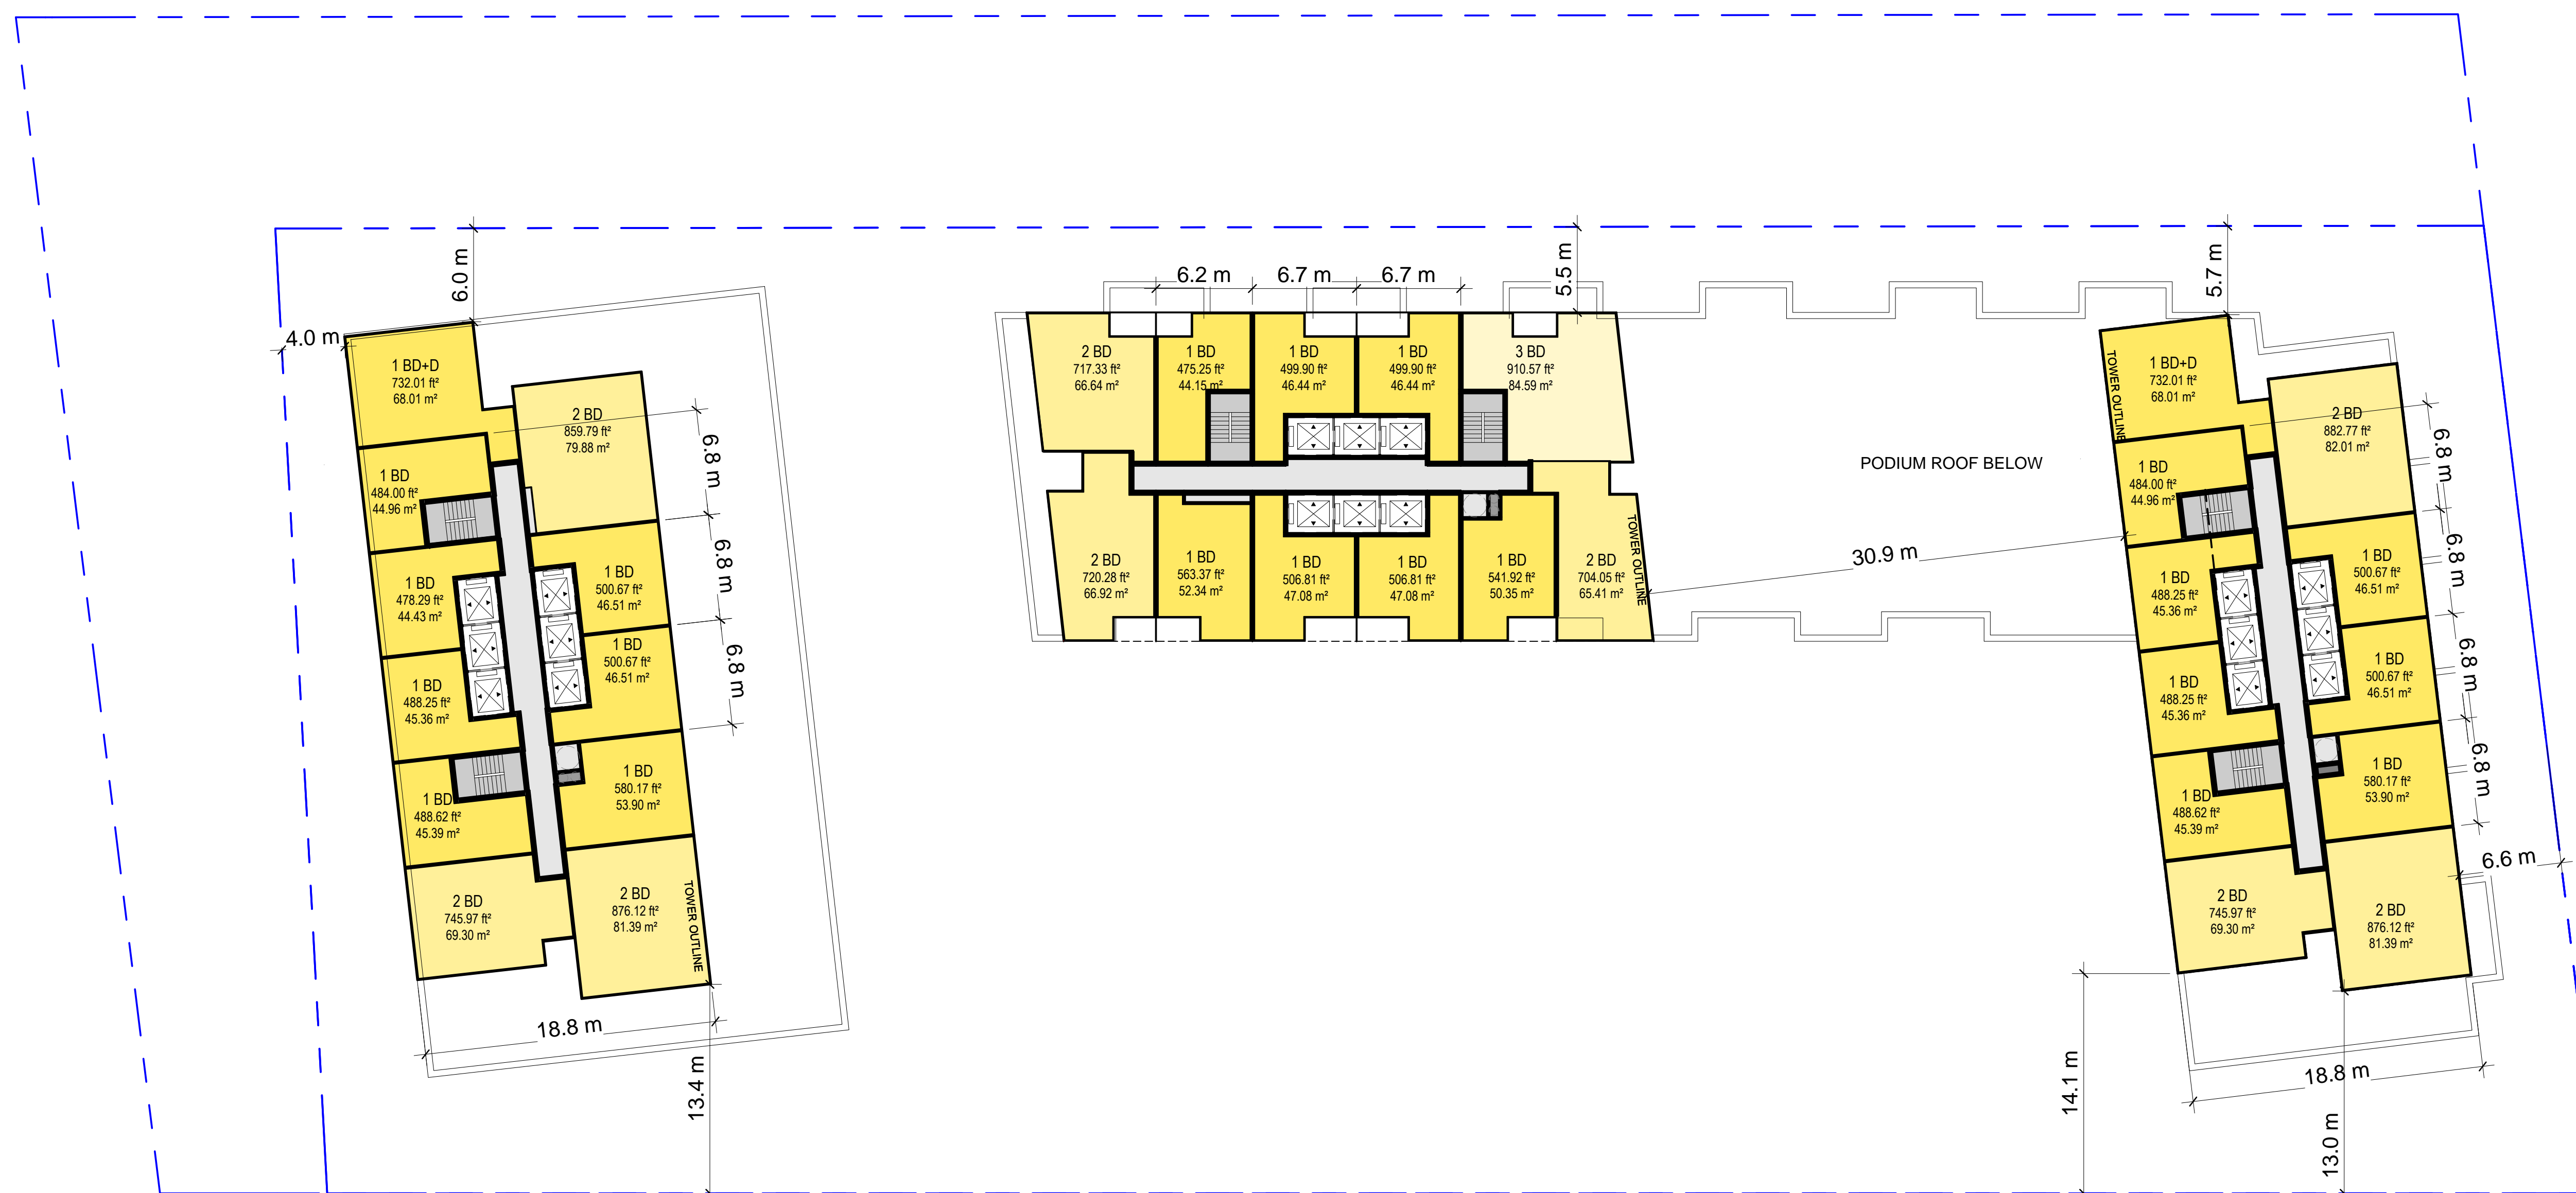 6.0 m
4.0 m
1 BD+D
732.01 ft²
68.01 m²
2 BD
859.79 ft²
79.88 m²
6.8 m
1 BD
484.00 ft²
44.96 m²
6.8 m
1 BD
478.29 ft²
44.43 m²
1 BD
500.67 ft²
46.51 m²
6.8 m
1 BD
500.67 ft²
46.51 m²
1 BD
488.25 ft²
45.36 m²
1 BD
488.62 ft²
45.39 m²
1 BD
580.17 ft²
53.90 m²
2 BD
745.97 ft²
69.30 m²
2 BD
876.12 ft²
81.39 m²
TOWER OUTLINE
18.8 m
13.4 m
6.2 m
6.7 m
6.7 m
5.5 m
2 BD
717.33 ft²
66.64 m²
1 BD
475.25 ft²
44.15 m²
1 BD
499.90 ft²
46.44 m²
1 BD
499.90 ft²
46.44 m²
3 BD
910.57 ft²
84.59 m²
2 BD
720.28 ft²
66.92 m²
1 BD
563.37 ft²
52.34 m²
1 BD
506.81 ft²
47.08 m²
1 BD
506.81 ft²
47.08 m²
1 BD
541.92 ft²
50.35 m²
2 BD
704.05 ft²
65.41 m²
TOWER OUTLINE
PODIUM ROOF BELOW
30.9 m
5.7 m
TOWER OUTLINE
1 BD+D
732.01 ft²
68.01 m²
2 BD
882.77 ft²
82.01 m²
6.8 m
1 BD
484.00 ft²
44.96 m²
6.8 m
1 BD
488.25 ft²
45.36 m²
1 BD
500.67 ft²
46.51 m²
6.8 m
1 BD
488.25 ft²
45.36 m²
1 BD
500.67 ft²
46.51 m²
6.8 m
1 BD
488.62 ft²
45.39 m²
1 BD
580.17 ft²
53.90 m²
6.6 m
2 BD
745.97 ft²
69.30 m²
2 BD
876.12 ft²
81.39 m²
14.1 m
18.8 m
13.0 m